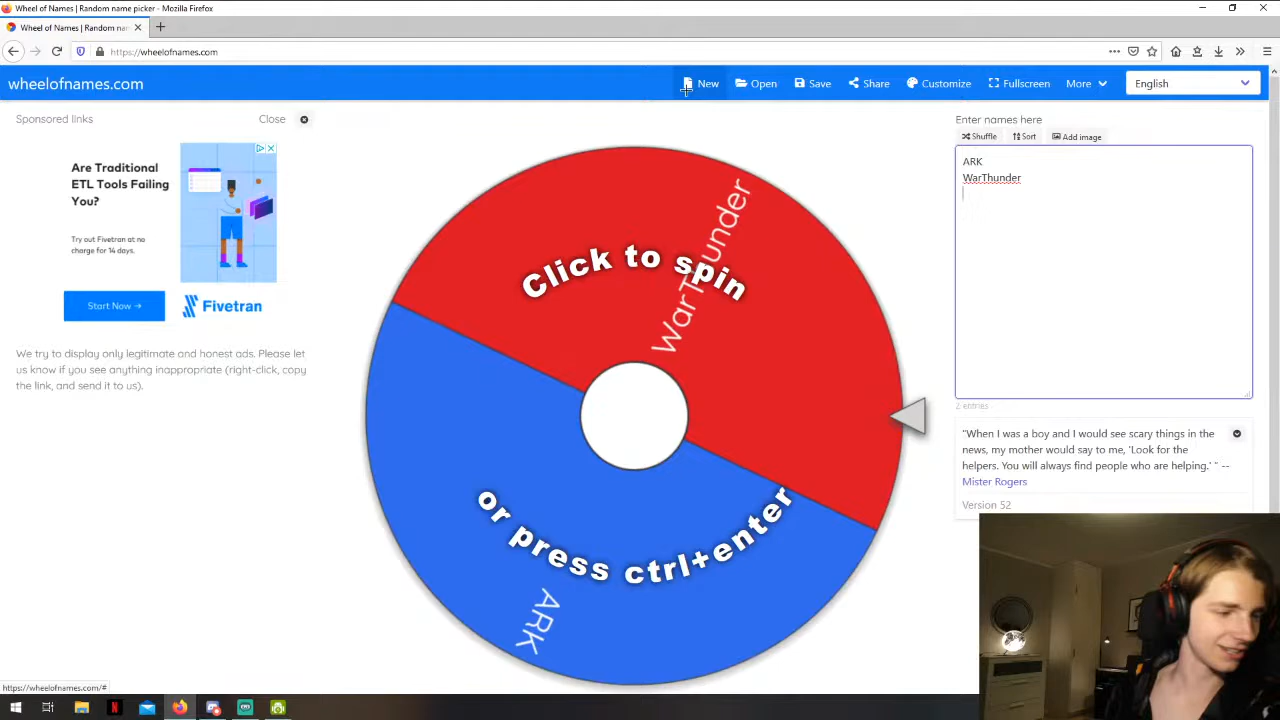 Wheel of Names | Random name picker - Mozilla Firefox
Wheel of Names | Random nam
https://wheelofnames.com
wheelofnames.com
New
Open
Save
Share
Customize
Fullscreen
More
English
Sponsored links
Close
Are Traditional
ETL Tools Failing
You?
Try out Fivetran at no
charge for 14 days.
Start Now →
Fivetran
We try to display only legitimate and honest ads. Please let
us know if you see anything inappropriate (right-click, copy
the link, and send it to us).
Click to spin
WarThunder
or press ctrl+enter
ARK
Enter names here
Shuffle
Sort
Add image
ARK
WarThunder
2 entries
"When I was a boy and I would see scary things in the
news, my mother would say to me, 'Look for the
helpers. You will always find people who are helping.' " --
Mister Rogers
Version 52
https://wheelofnames.com/#